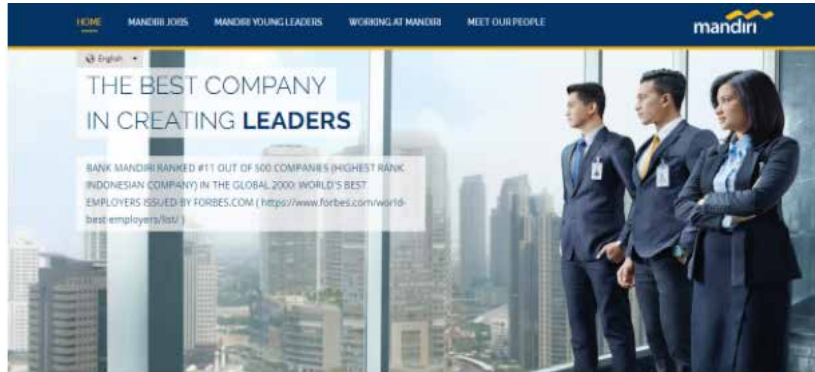 HOME MANDIRI JOBS MANDIRI YOUNG LEADERS WORKING AT MANDIRI MEET OUR PEOPLE
mandiri
English
THE BEST COMPANY
IN CREATING LEADERS
BANK MANDIRI RANKED #11 OUT OF 500 COMPANIES (HIGHEST RANK
INDONESIAN COMPANY) IN THE GLOBAL 2000: WORLD'S BEST
EMPLOYERS ISSUED BY FORBES.COM ( https://www.forbes.com/world-
best-employers/list/ )